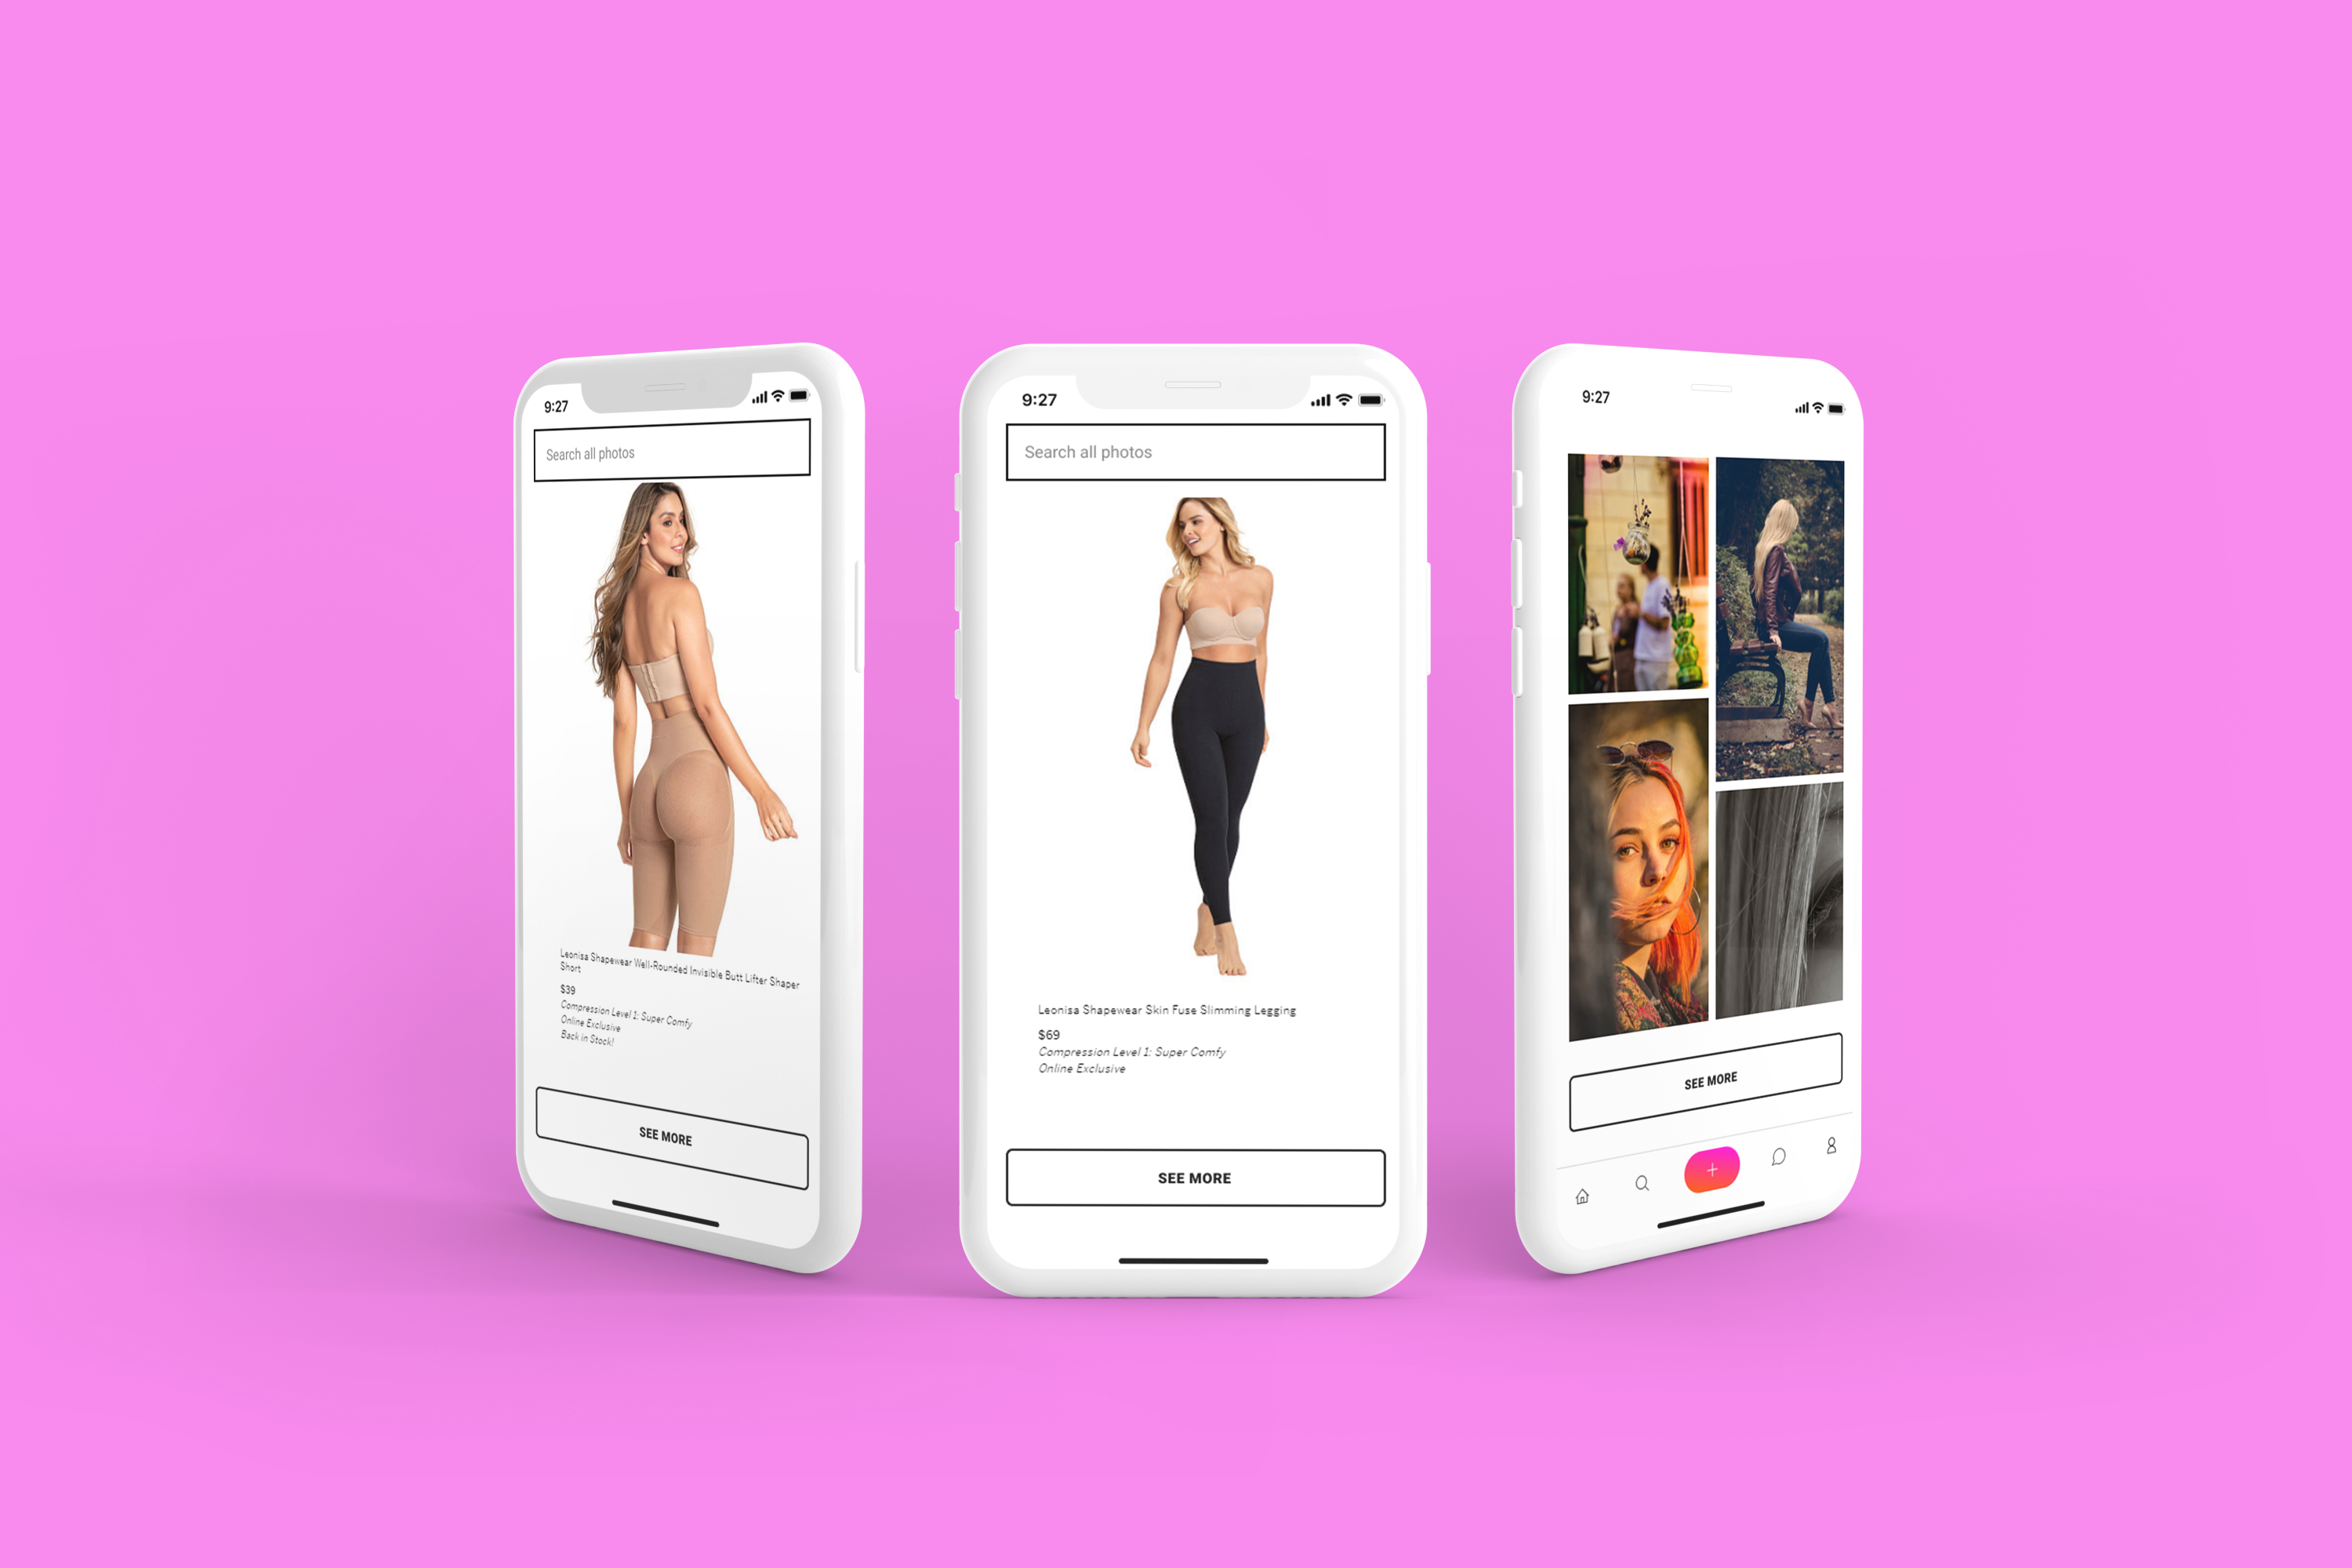 9:27
Search all photos
Leonisa Shapewear Well-Rounded Invisible Butt Lifter Shaper
Short
$39
Compression Level 1: Super Comfy
Online Exclusive
Back in Stock!
SEE MORE
9:27
Search all photos
Leonisa Shapewear Skin Fuse Slimming Legging
$69
Compression Level 1: Super Comfy
Online Exclusive
SEE MORE
9:27
SEE MORE